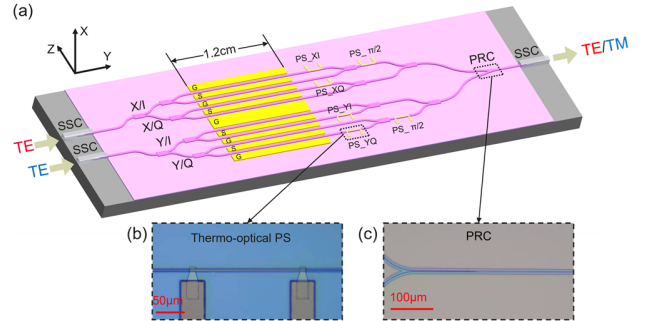 (a)
X
Z
Y
1.2cm
PS_XI
PS_π/2
PS_XQ
PRC
SSC
TE/TM
G
S
G
S
G
S
G
S
G
X/I
X/Q
Y/I
Y/Q
SSC
TE
SSC
TE
PS_YI
PS_YQ
PS_π/2
(b)
Thermo-optical PS
50μm
(c)
PRC
100μm